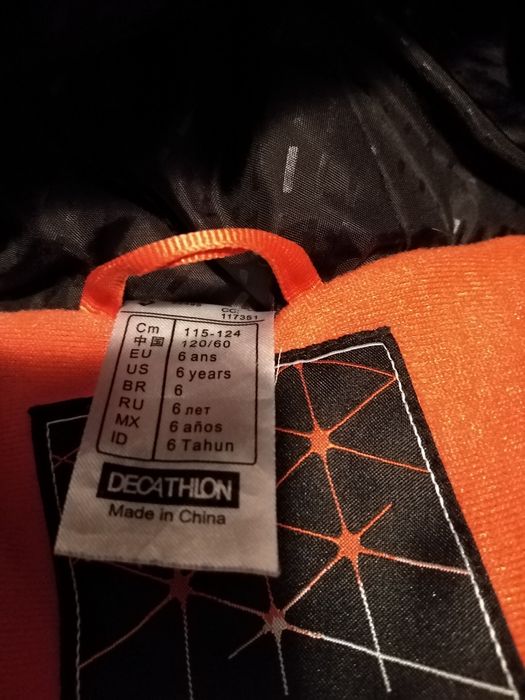 CC:
117351
Cm 115-124
中国 120/60
EU 6 ans
US 6 years
BR 6
RU 6 лет
MX 6 años
ID 6 Tahun
DECATHLON
Made in China